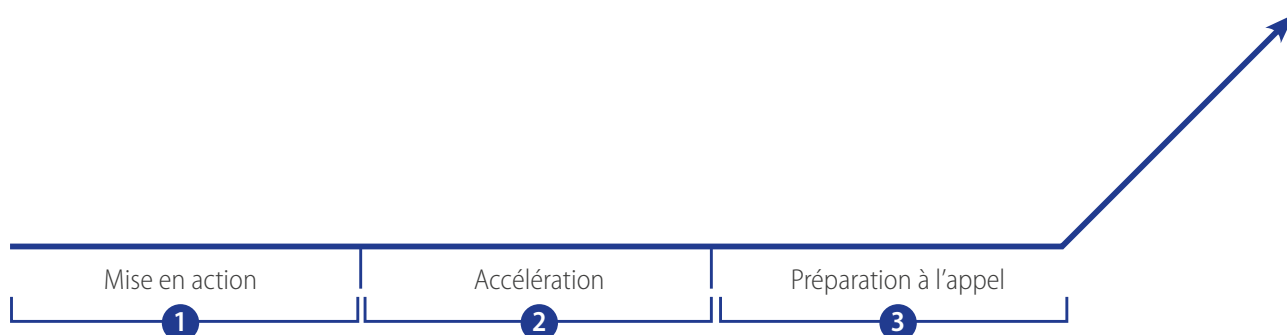 Mise en action
Accélération
Préparation à l’appel
1
2
3